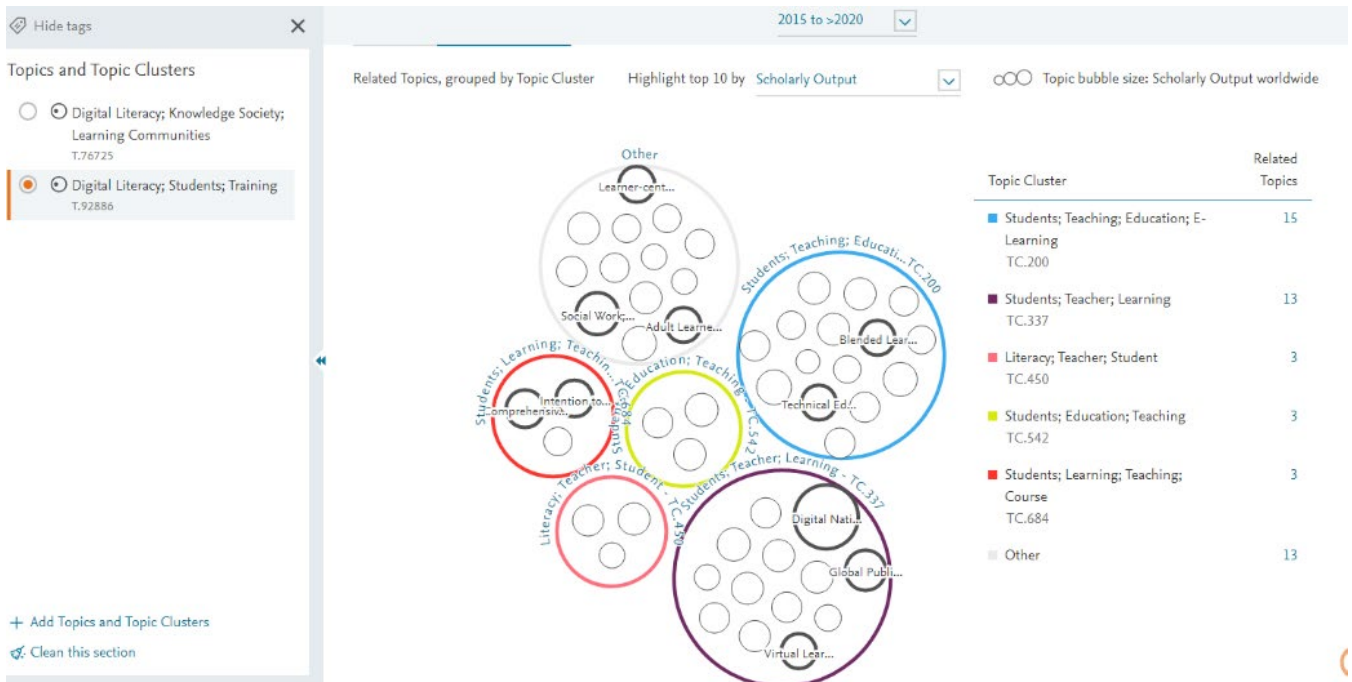 Hide tags
Topics and Topic Clusters
Digital Literacy; Knowledge Society;
Learning Communities
T.76725
Digital Literacy; Students; Training
T.92886
+ Add Topics and Topic Clusters
Clean this section
2015 to >2020
Related Topics, grouped by Topic Cluster
Highlight top 10 by Scholarly Output
Topic bubble size: Scholarly Output worldwide
Other
Learner-cent...
Social Work;...
Adult Learne...
Students; Teaching; Educati...TC.200
Blended Lear...
Technical Ed...
Students; Learning; Teachin... TC.684
Intention to...
Comprehensiv...
Students; Education; Teaching - TC.542
Literacy; Teacher; Student - TC.450
Students; Teacher; Learning - TC.337
Digital Nati...
Global Publi...
Virtual Lear...
Topic Cluster
Related
Topics
Students; Teaching; Education; E-
Learning
TC.200
15
Students; Teacher; Learning
TC.337
13
Literacy; Teacher; Student
TC.450
3
Students; Education; Teaching
TC.542
3
Students; Learning; Teaching;
Course
TC.684
3
Other
13